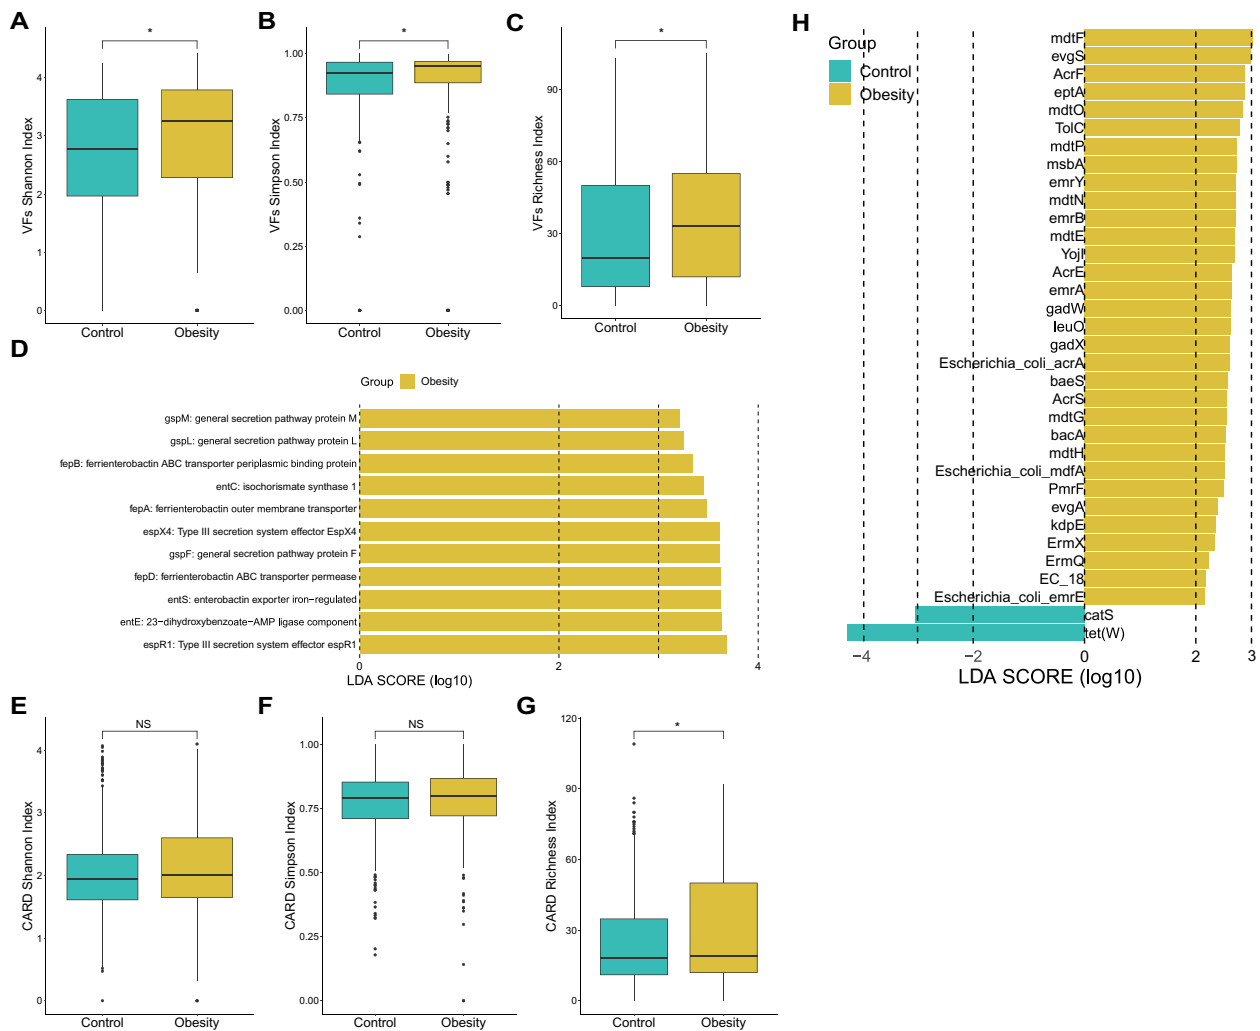 A
*
VFs Shannon Index
4
3
2
1
0
Control
Obesity
B
*
VFs Simpson Index
1.00
0.75
0.50
0.25
0.00
Control
Obesity
C
*
VFs Richness Index
90
60
30
0
Control
Obesity
D
Group
Obesity
gspM: general secretion pathway protein M
gspL: general secretion pathway protein L
fepB: ferrienterobactin ABC transporter periplasmic binding protein
entC: isochorismate synthase 1
fepA: ferrienterobactin outer membrane transporter
espX4: Type III secretion system effector EspX4
gspF: general secretion pathway protein F
fepD: ferrienterobactin ABC transporter permease
entS: enterobactin exporter iron−regulated
entE: 23−dihydroxybenzoate−AMP ligase component
espR1: Type III secretion system effector espR1
0
2
4
LDA SCORE (log10)
E
NS
CARD Shannon Index
4
3
2
1
0
Control
Obesity
F
NS
CARD Simpson Index
1.00
0.75
0.50
0.25
0.00
Control
Obesity
G
*
CARD Richness Index
120
90
60
30
0
Control
Obesity
H
Group
Control
Obesity
mdtF
evgS
AcrF
eptA
mdtO
TolC
mdtP
msbA
emrY
mdtN
emrB
mdtE
YojI
AcrE
emrA
gadW
leuO
gadX
Escherichia_coli_acrA
baeS
AcrS
mdtG
bacA
mdtH
Escherichia_coli_mdfA
PmrF
evgA
kdpE
ErmX
ErmQ
EC_18
Escherichia_coli_emrE
catS
tet(W)
−4
−2
0
2
3
LDA SCORE (log10)